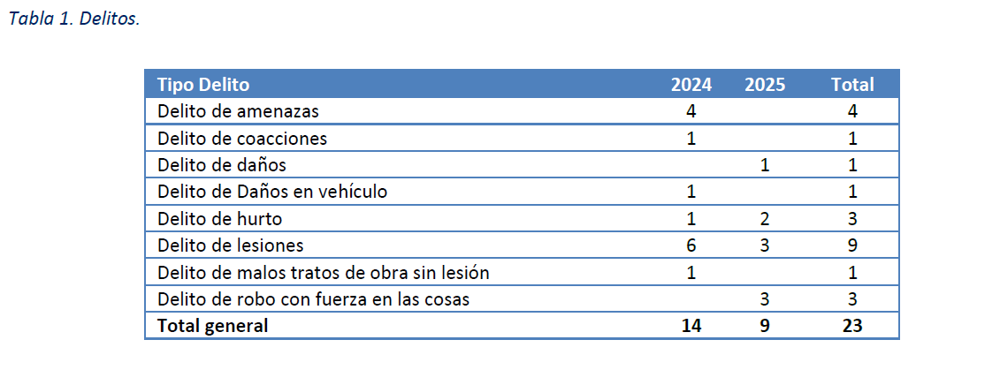 Tabla 1. Delitos.
Tipo Delito 2024 2025 Total
Delito de amenazas 4 4
Delito de coacciones 1 1
Delito de daños 1 1
Delito de Daños en vehículo 1 1
Delito de hurto 1 2 3
Delito de lesiones 6 3 9
Delito de malos tratos de obra sin lesión 1 1
Delito de robo con fuerza en las cosas 3 3
Total general 14 9 23